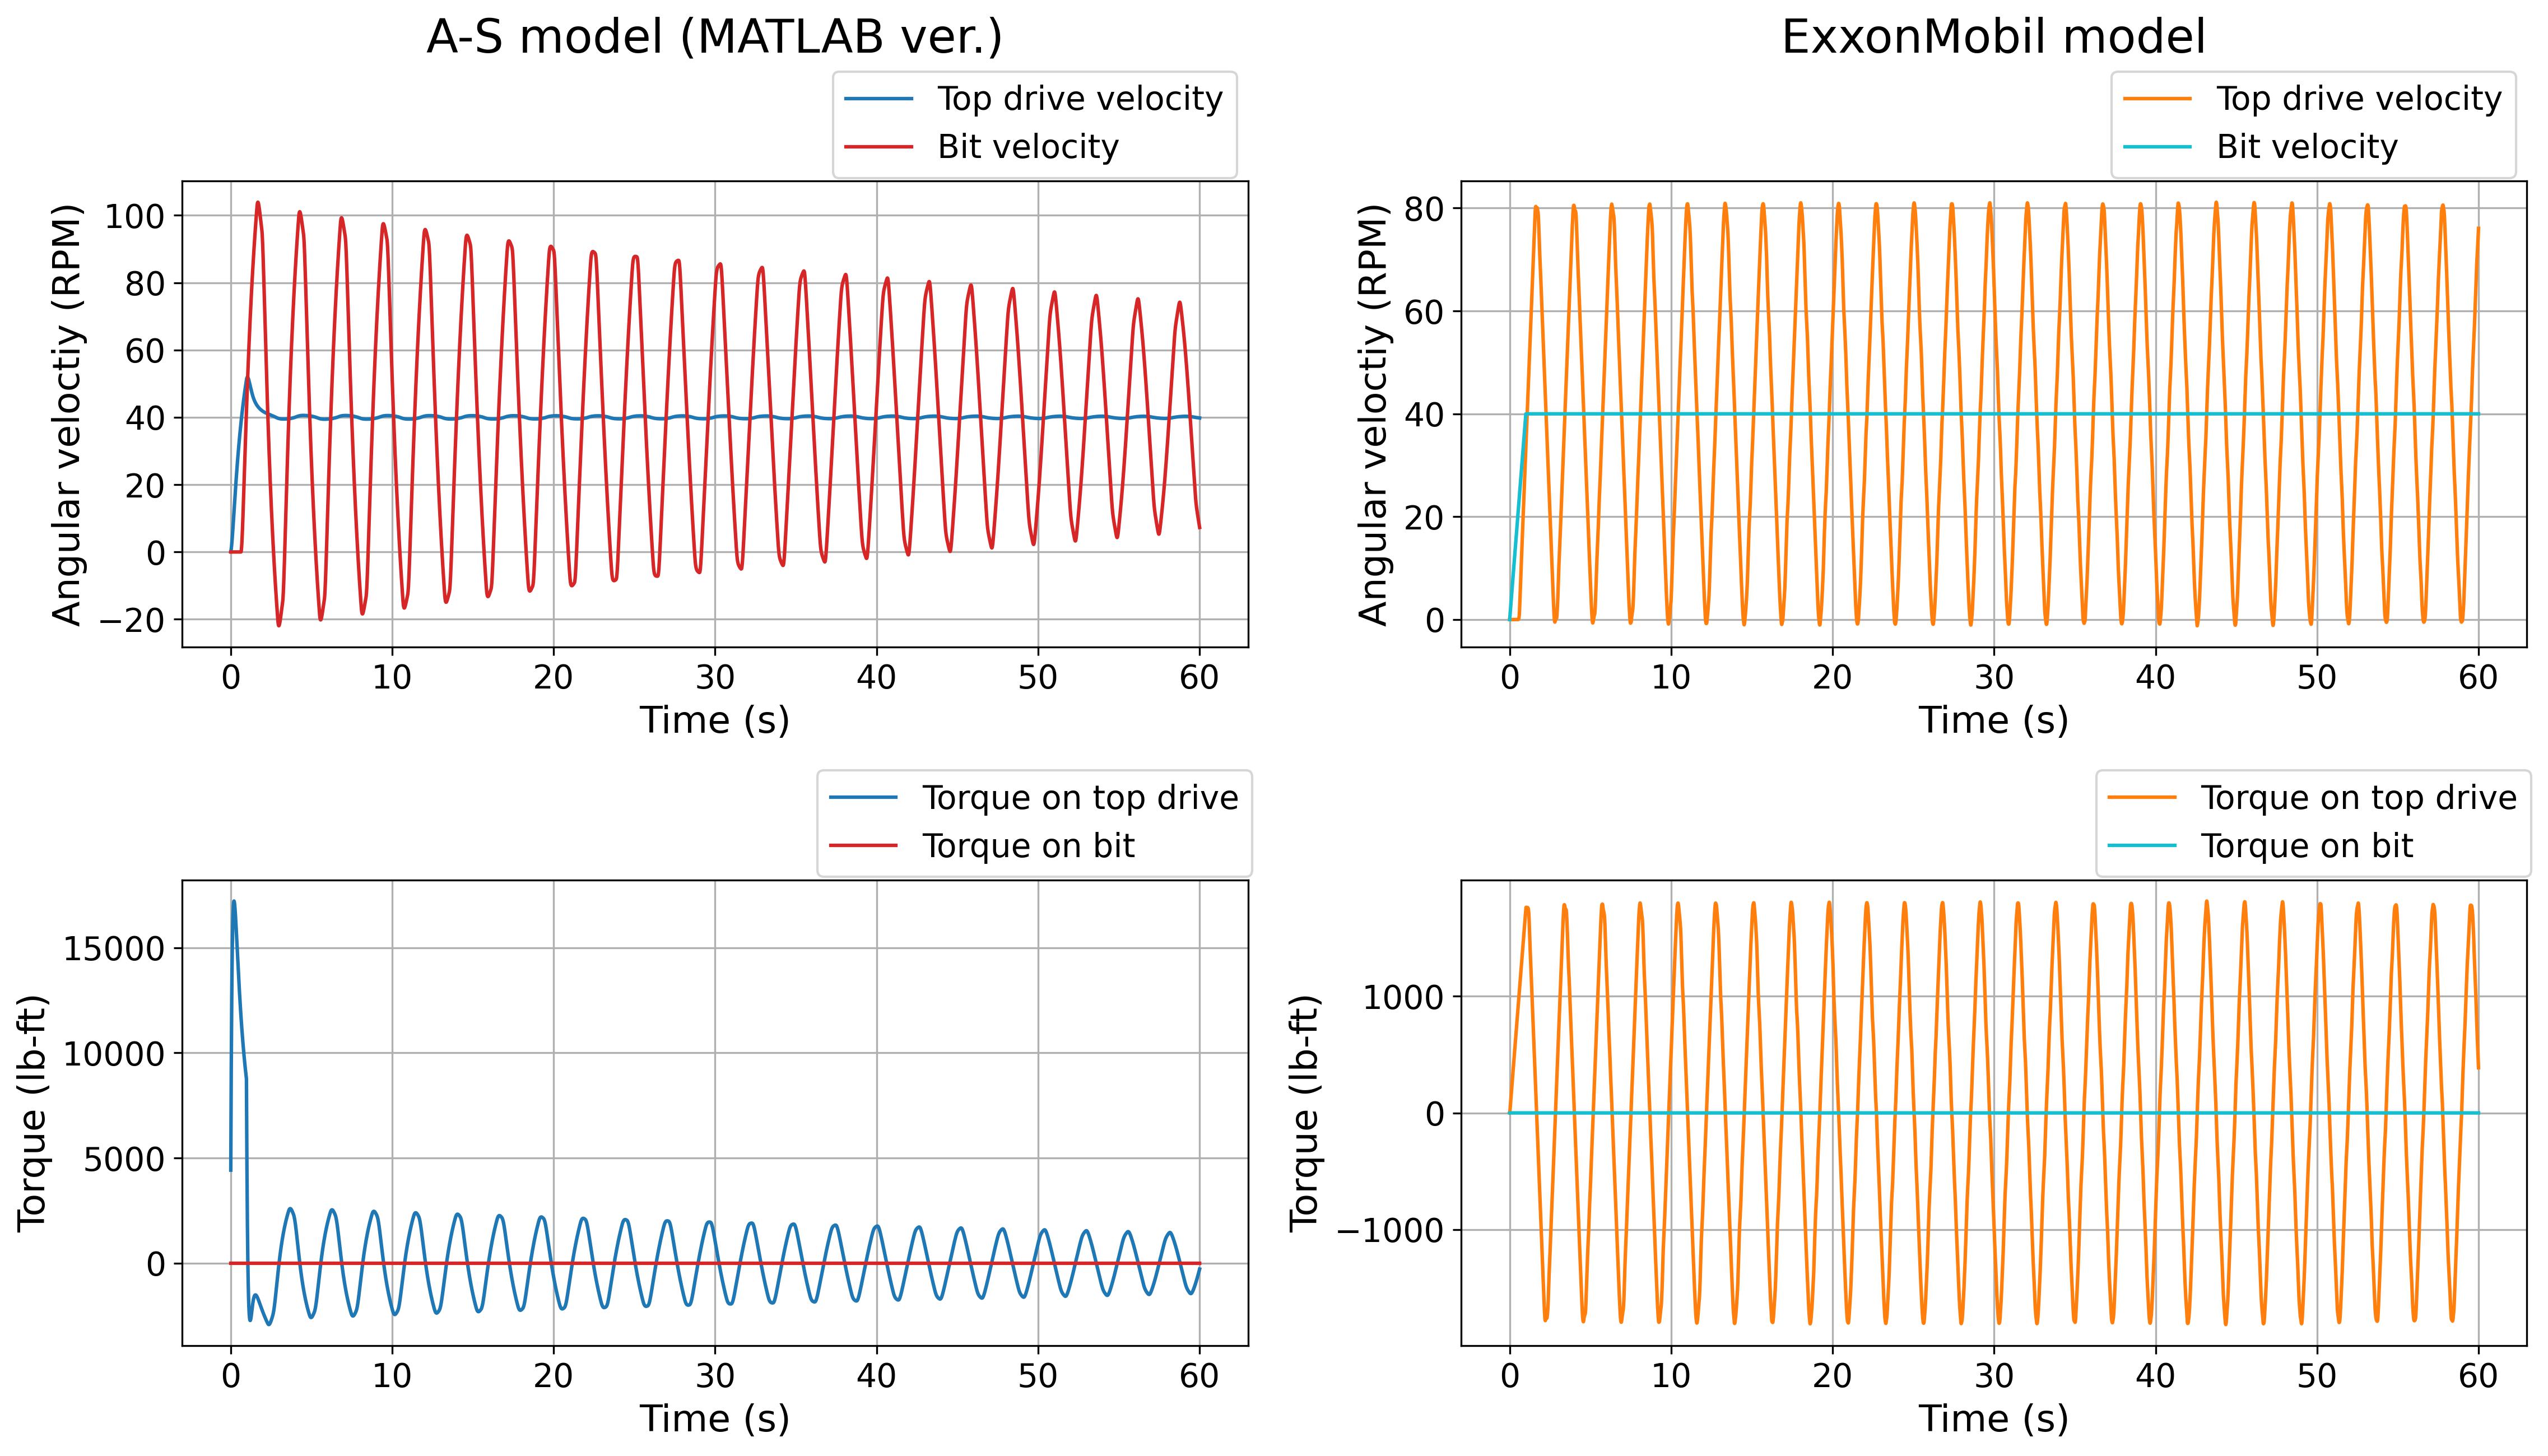 A-S model (MATLAB ver.)
Top drive velocity
Bit velocity
Angular veloctiy (RPM)
100
80
60
40
20
0
−20
0 10 20 30 40 50 60
Time (s)
ExxonMobil model
Top drive velocity
Bit velocity
Angular veloctiy (RPM)
80
60
40
20
0
0 10 20 30 40 50 60
Time (s)
Torque on top drive
Torque on bit
Torque (lb-ft)
15000
10000
5000
0
0 10 20 30 40 50 60
Time (s)
Torque on top drive
Torque on bit
Torque (lb-ft)
1000
0
−1000
0 10 20 30 40 50 60
Time (s)